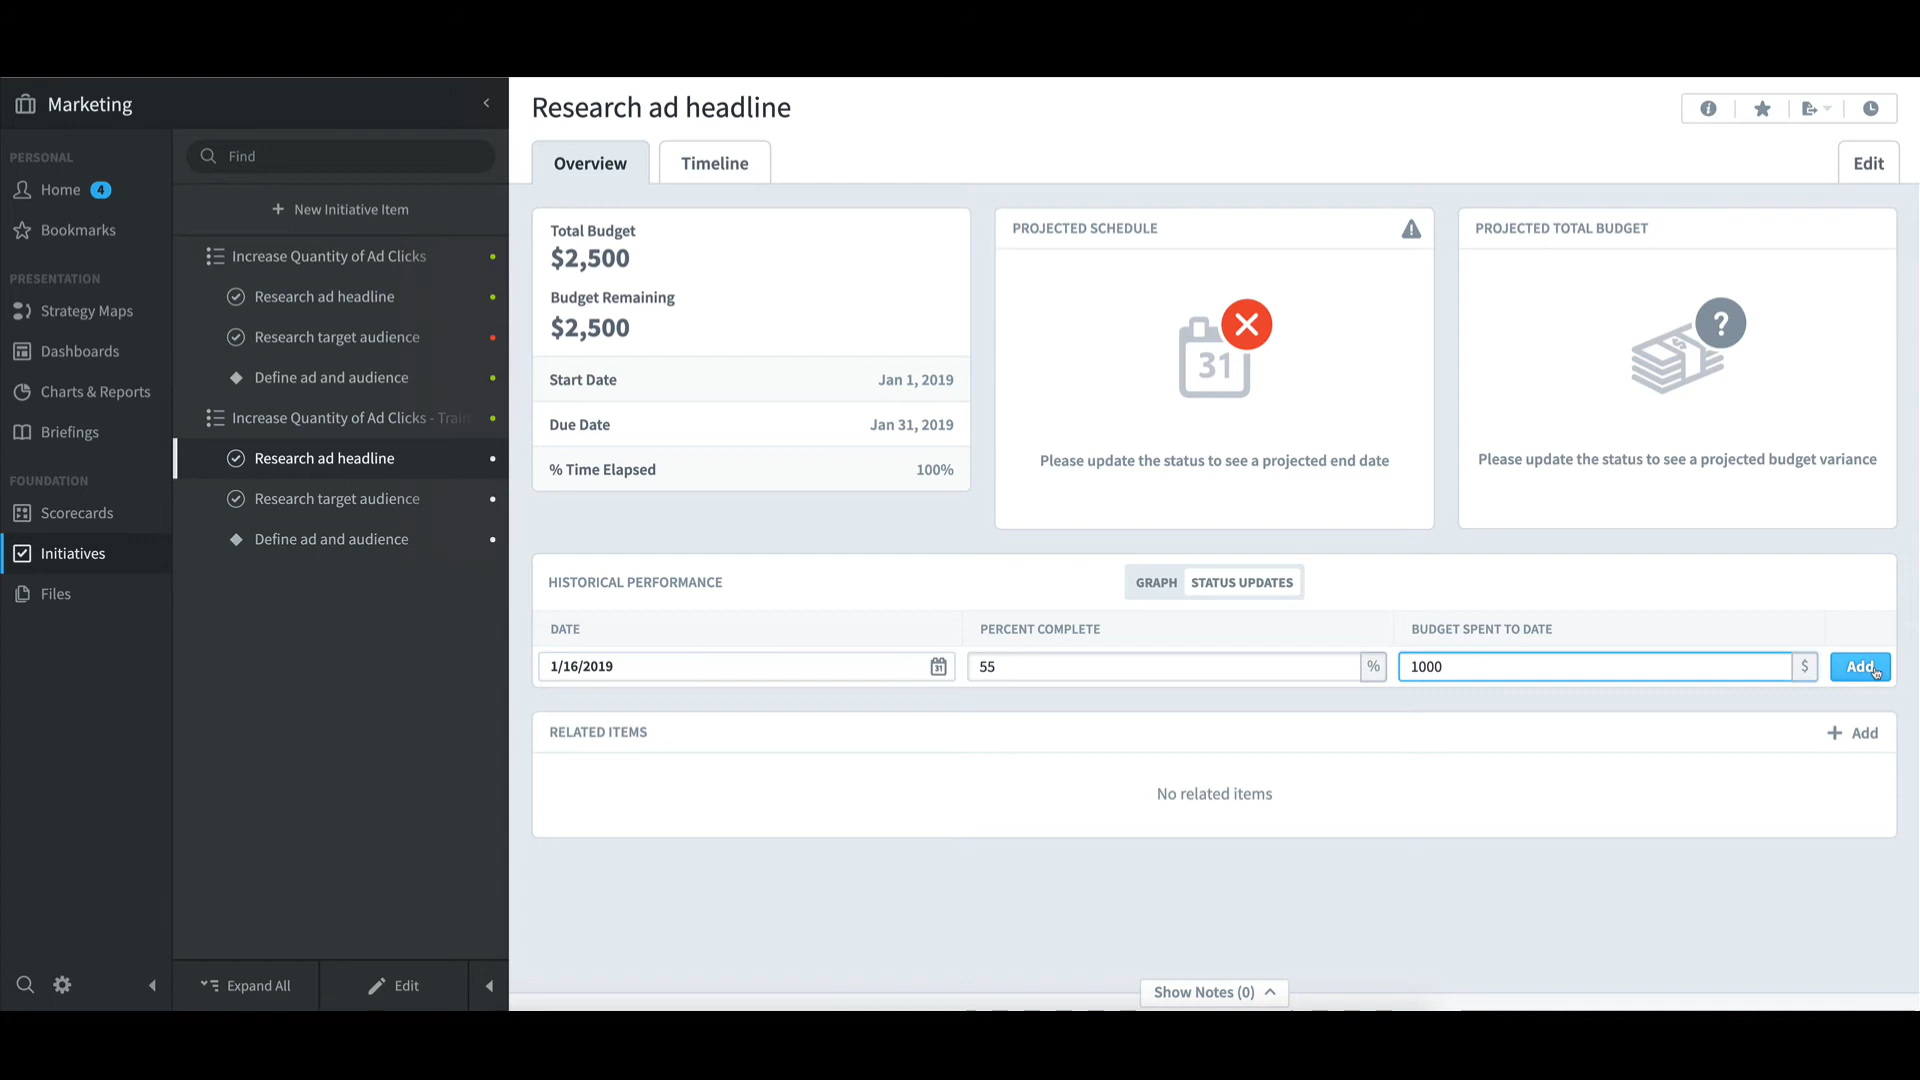 Marketing
PERSONAL
Home 4
Bookmarks
PRESENTATION
Strategy Maps
Dashboards
Charts & Reports
Briefings
FOUNDATION
Scorecards
Initiatives
Files
Find
+ New Initiative Item
Increase Quantity of Ad Clicks
Research ad headline
Research target audience
Define ad and audience
Increase Quantity of Ad Clicks - Train
Research ad headline
Research target audience
Define ad and audience
Expand All
Edit
Research ad headline
Overview
Timeline
Edit
Total Budget
$2,500
Budget Remaining
$2,500
Start Date Jan 1, 2019
Due Date Jan 31, 2019
% Time Elapsed 100%
PROJECTED SCHEDULE
31
Please update the status to see a projected end date
PROJECTED TOTAL BUDGET
?
$
Please update the status to see a projected budget variance
HISTORICAL PERFORMANCE
GRAPH STATUS UPDATES
DATE PERCENT COMPLETE BUDGET SPENT TO DATE
1/16/2019 31 55 % 1000 $ Add
RELATED ITEMS
+ Add
No related items
Show Notes (0)